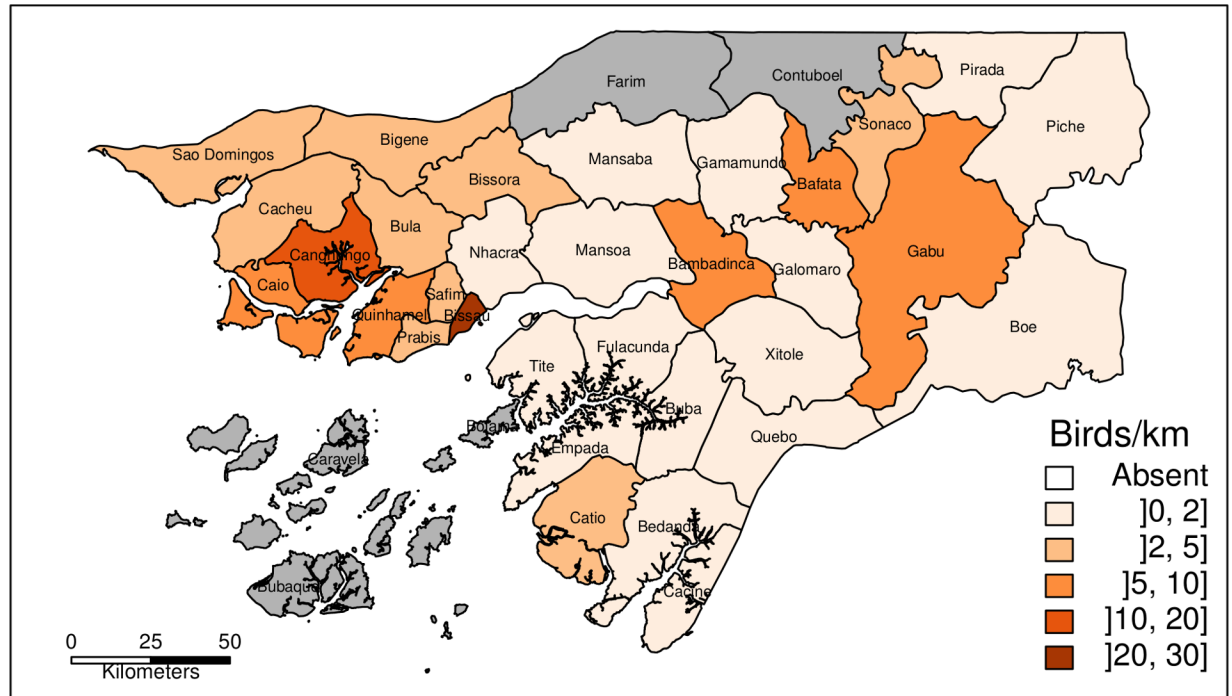 Farim
Contuboel
Pirada
Piche
Sonaco
Bigene
Sao Domingos
Mansaba
Gamamundo
Bissora
Bafata
Cacheu
Bula
Nhacra
Mansoa
Canghungo
Bambadinca
Galomaro
Gabu
Caio
Safim
Quinhamel
Bissau
Prabis
Boe
Fulacunda
Xitole
Tite
Buba
Bolama
Quebo
Empada
Caravela
Catio
Bedanda
Bubaque
Cacine
Birds/km
Absent
]0, 2]
]2, 5]
]5, 10]
]10, 20]
]20, 30]
0 25 50
Kilometers